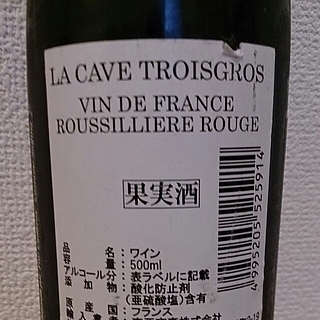 LA CAVE TROISGROS
VIN DE FRANCE
ROUSSILLIERE ROUGE
果実酒
品名:ワイン
容量:500ml
アルコール分:表ラベルに記載
添加物:酸化防止剤
(亜硫酸塩)含有
原産国:フランス
4995205525914